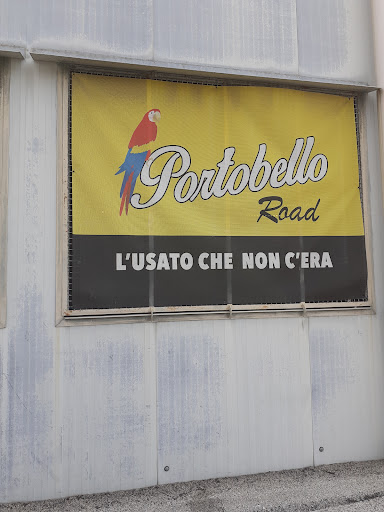 Portobello
Road
L'USATO CHE NON C'ERA